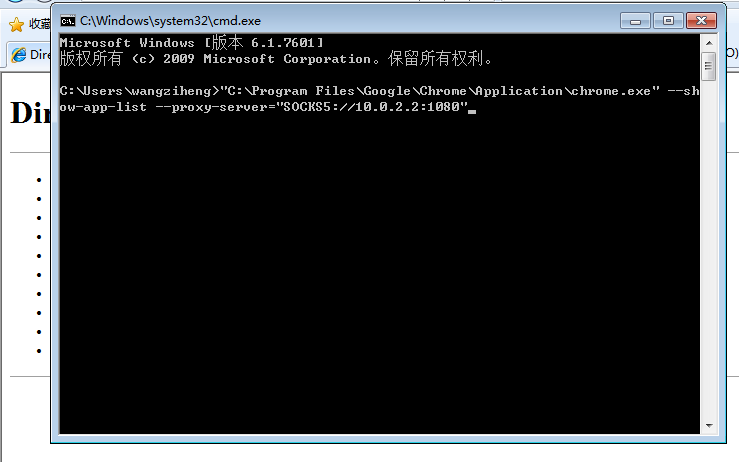 收藏
C:\Windows\system32\cmd.exe
Dire
Microsoft Windows [版本 6.1.7601]
版权所有 (c) 2009 Microsoft Corporation。保留所有权利。
Dir
C:\Users\wangziheng>"C:\Program Files\Google\Chrome\Application\chrome.exe" --sh
ow-app-list --proxy-server="SOCKS5://10.0.2.2:1080"
O)